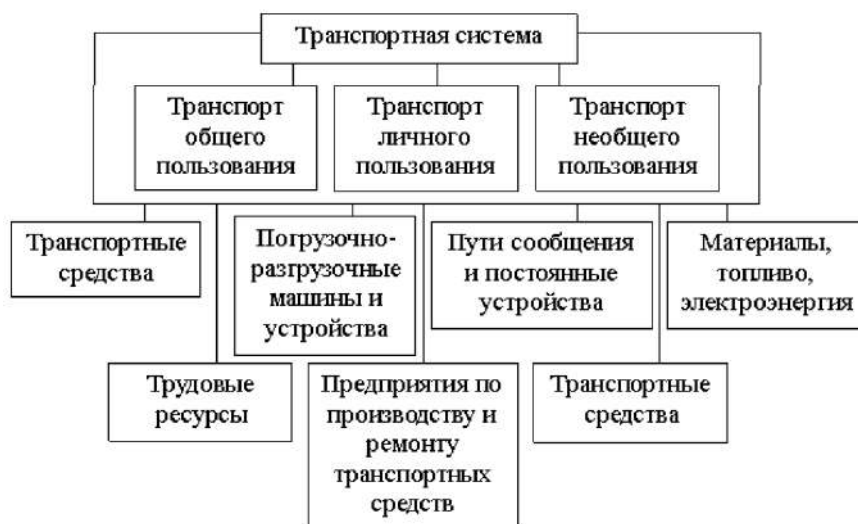 Транспортная система
Транспорт
общего
пользования
Транспорт
личного
пользования
Транспорт
необщего
пользования
Транспортные
средства
Погрузочно-
разгрузочные
машины и
устройства
Пути сообщения
и постоянные
устройства
Материалы,
топливо,
электроэнергия
Трудовые
ресурсы
Предприятия по
производству и
ремонту
транспортных
средств
Транспортные
средства